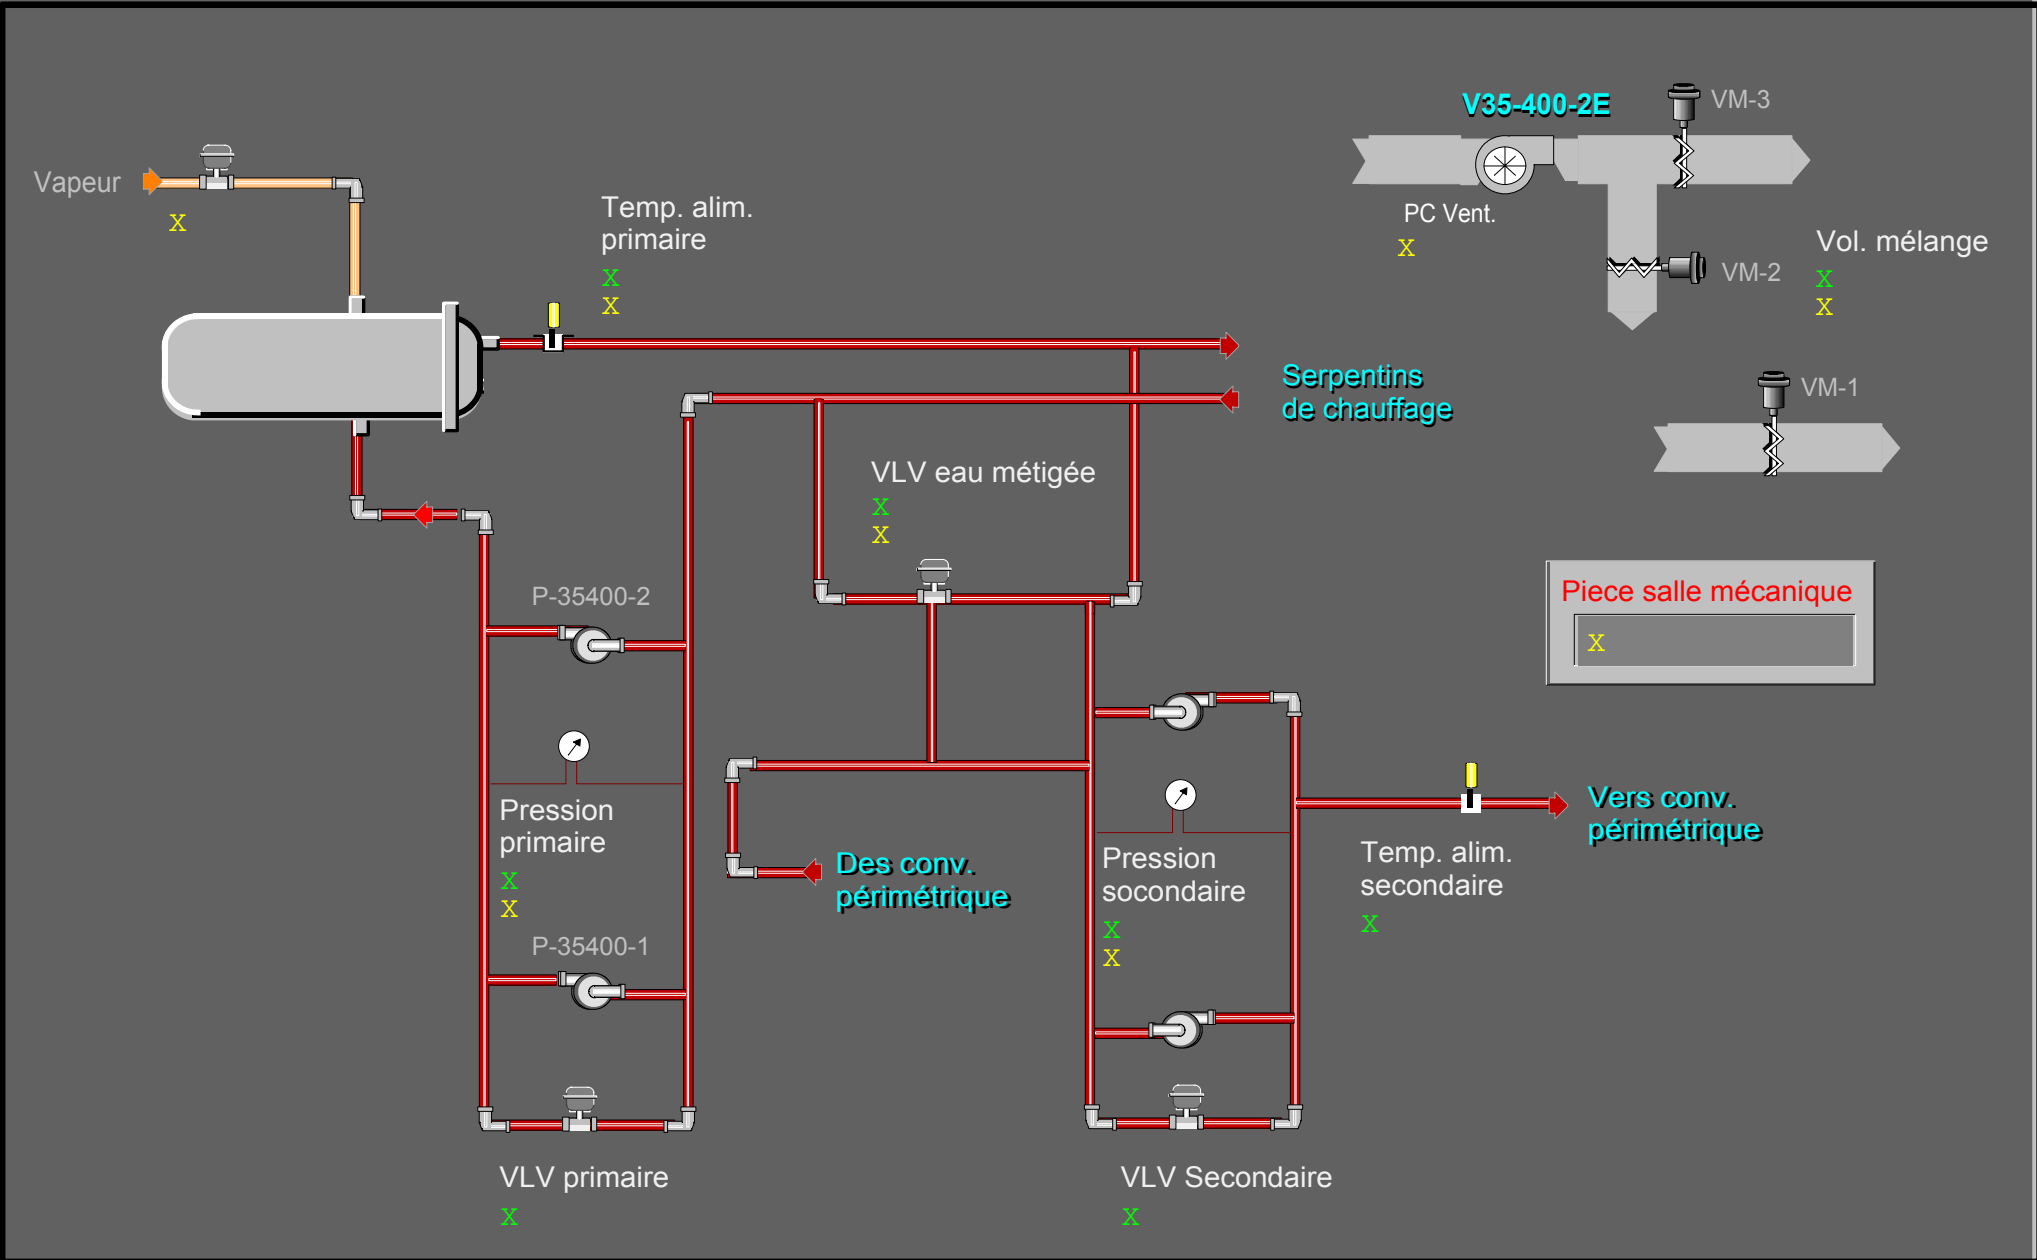 V35-400-2E
VM-3
Vapeur
X
Temp. alim.
primaire
X
X
PC Vent.
X
VM-2
Vol. mélange
X
X
Serpentins
de chauffage
VM-1
VLV eau métigée
X
X
P-35400-2
Piece salle mécanique
X
Pression
primaire
X
X
Des conv.
périmétrique
Pression
socondaire
X
X
Vers conv.
périmétrique
Temp. alim.
secondaire
X
P-35400-1
VLV primaire
X
VLV Secondaire
X